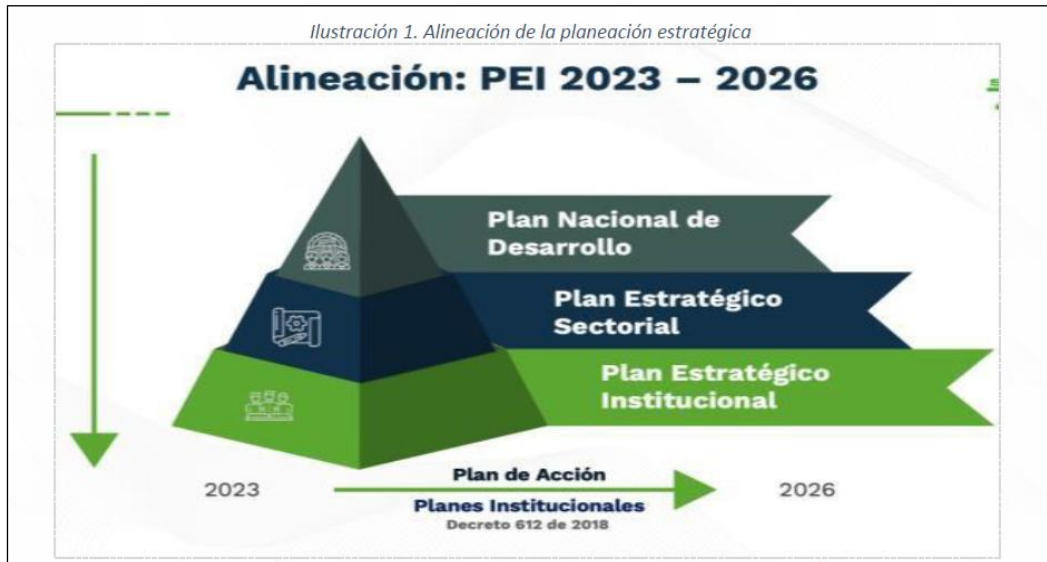 Ilustración 1. Alineación de la planeación estratégica
Alineación: PEI 2023 – 2026
Plan Nacional de
Desarrollo
Plan Estratégico
Sectorial
Plan Estratégico
Institucional
2023
Plan de Acción
2026
Planes Institucionales
Decreto 612 de 2018